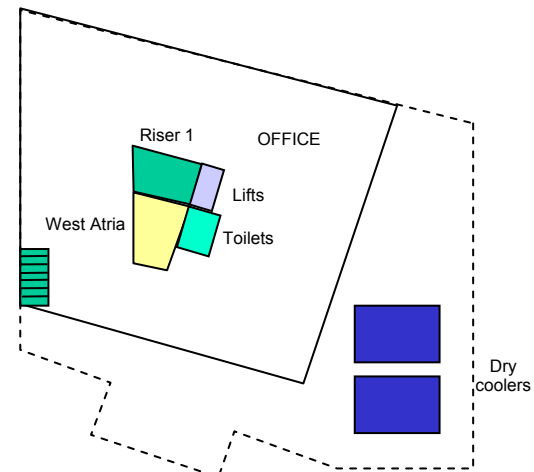 Riser 1
OFFICE
Lifts
West Atria
Toilets
Dry
coolers